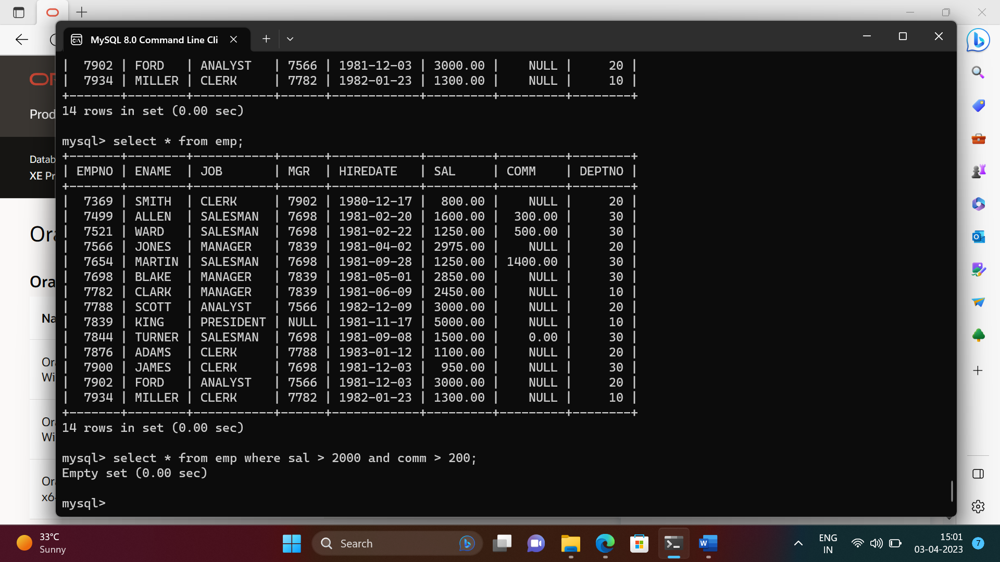 MySQL 8.0 Command Line Cli
OR
Prod
Datab
XE Pr
Ora
Ora
Na
Ora
Wi
Ora
Wi
Ora
x64
|  7902 | FORD   | ANALYST   | 7566 | 1981-12-03 | 3000.00 |    NULL |     20 |
|  7934 | MILLER | CLERK     | 7782 | 1982-01-23 | 1300.00 |    NULL |     10 |
+-------+--------+-----------+------+------------+---------+---------+--------+
14 rows in set (0.00 sec)
mysql> select * from emp;
+-------+--------+-----------+------+------------+---------+---------+--------+
| EMPNO | ENAME  | JOB       | MGR  | HIREDATE   | SAL     | COMM    | DEPTNO |
+-------+--------+-----------+------+------------+---------+---------+--------+
|  7369 | SMITH  | CLERK     | 7902 | 1980-12-17 |  800.00 |    NULL |     20 |
|  7499 | ALLEN  | SALESMAN  | 7698 | 1981-02-20 | 1600.00 |  300.00 |     30 |
|  7521 | WARD   | SALESMAN  | 7698 | 1981-02-22 | 1250.00 |  500.00 |     30 |
|  7566 | JONES  | MANAGER   | 7839 | 1981-04-02 | 2975.00 |    NULL |     20 |
|  7654 | MARTIN | SALESMAN  | 7698 | 1981-09-28 | 1250.00 | 1400.00 |     30 |
|  7698 | BLAKE  | MANAGER   | 7839 | 1981-05-01 | 2850.00 |    NULL |     30 |
|  7782 | CLARK  | MANAGER   | 7839 | 1981-06-09 | 2450.00 |    NULL |     10 |
|  7788 | SCOTT  | ANALYST   | 7566 | 1982-12-09 | 3000.00 |    NULL |     20 |
|  7839 | KING   | PRESIDENT | NULL | 1981-11-17 | 5000.00 |    NULL |     10 |
|  7844 | TURNER | SALESMAN  | 7698 | 1981-09-08 | 1500.00 |    0.00 |     30 |
|  7876 | ADAMS  | CLERK     | 7788 | 1983-01-12 | 1100.00 |    NULL |     20 |
|  7900 | JAMES  | CLERK     | 7698 | 1981-12-03 |  950.00 |    NULL |     30 |
|  7902 | FORD   | ANALYST   | 7566 | 1981-12-03 | 3000.00 |    NULL |     20 |
|  7934 | MILLER | CLERK     | 7782 | 1982-01-23 | 1300.00 |    NULL |     10 |
+-------+--------+-----------+------+------------+---------+---------+--------+
14 rows in set (0.00 sec)
mysql> select * from emp where sal > 2000 and comm > 200;
Empty set (0.00 sec)
mysql>
33°C
Sunny
Search
ENG
IN
15:01
03-04-2023
7